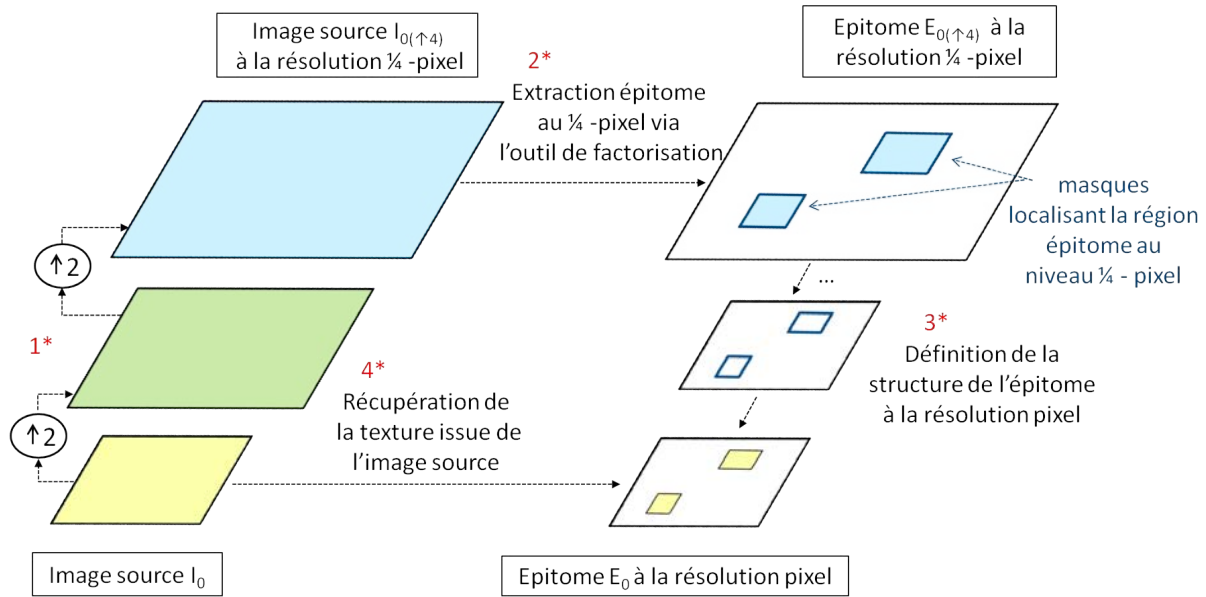 Image source I0(↑4)
à la résolution ¼ -pixel
Epitome E0(↑4) à la
résolution ¼ -pixel
2*
Extraction épitome
au ¼ -pixel via
l’outil de factorisation
masques
localisant la région
épitome au
niveau ¼ - pixel
↑2
...
1*
3*
Définition de la
structure de l’épitome
à la résolution pixel
4*
Récupération de
la texture issue de
l’image source
↑2
Image source I0
Epitome E0 à la résolution pixel